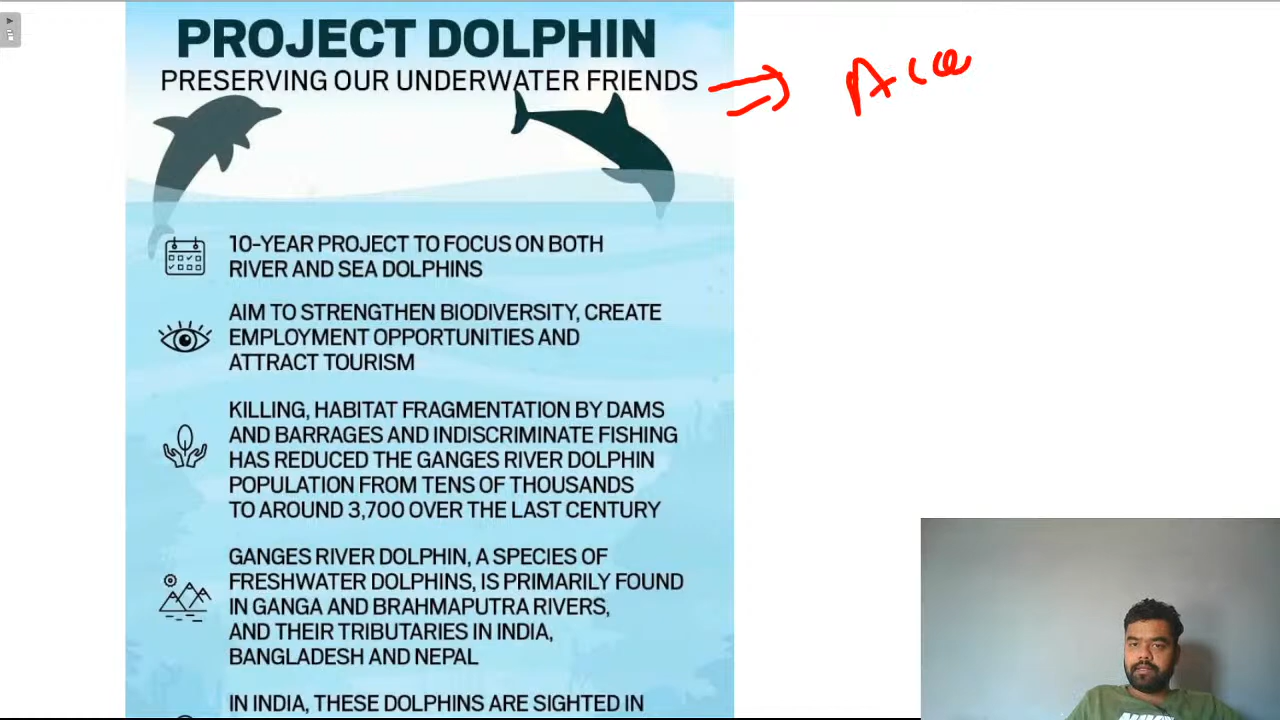 PROJECT DOLPHIN
PRESERVING OUR UNDERWATER FRIENDS
10-YEAR PROJECT TO FOCUS ON BOTH
RIVER AND SEA DOLPHINS
AIM TO STRENGTHEN BIODIVERSITY, CREATE
EMPLOYMENT OPPORTUNITIES AND
ATTRACT TOURISM
KILLING, HABITAT FRAGMENTATION BY DAMS
AND BARRAGES AND INDISCRIMINATE FISHING
HAS REDUCED THE GANGES RIVER DOLPHIN
POPULATION FROM TENS OF THOUSANDS
TO AROUND 3,700 OVER THE LAST CENTURY
GANGES RIVER DOLPHIN, A SPECIES OF
FRESHWATER DOLPHINS, IS PRIMARILY FOUND
IN GANGA AND BRAHMAPUTRA RIVERS,
AND THEIR TRIBUTARIES IN INDIA,
BANGLADESH AND NEPAL
IN INDIA, THESE DOLPHINS ARE SIGHTED IN